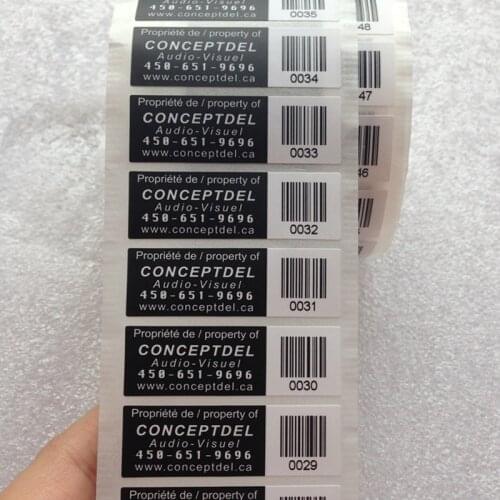 www.conceptdel.ca
0035
Propriété de / property of
CONCEPTDEL
Audio-Visuel
450-651-9696
www.conceptdel.ca
0034
Propriété de / property of
CONCEPTDEL
Audio-Visuel
450-651-9696
www.conceptdel.ca
0033
Propriété de / property of
CONCEPTDEL
Audio-Visuel
450-651-9696
www.conceptdel.ca
0032
Propriété de / property of
CONCEPTDEL
Audio-Visuel
450-651-9696
www.conceptdel.ca
0031
Propriété de / property of
CONCEPTDEL
Audio-Visuel
450-651-9696
www.conceptdel.ca
0030
Propriété de / property of
CONCEPTDEL
Audio-Visuel
450-651-9696
www.conceptdel.ca
0029
Propriété de / property of
48
47
46